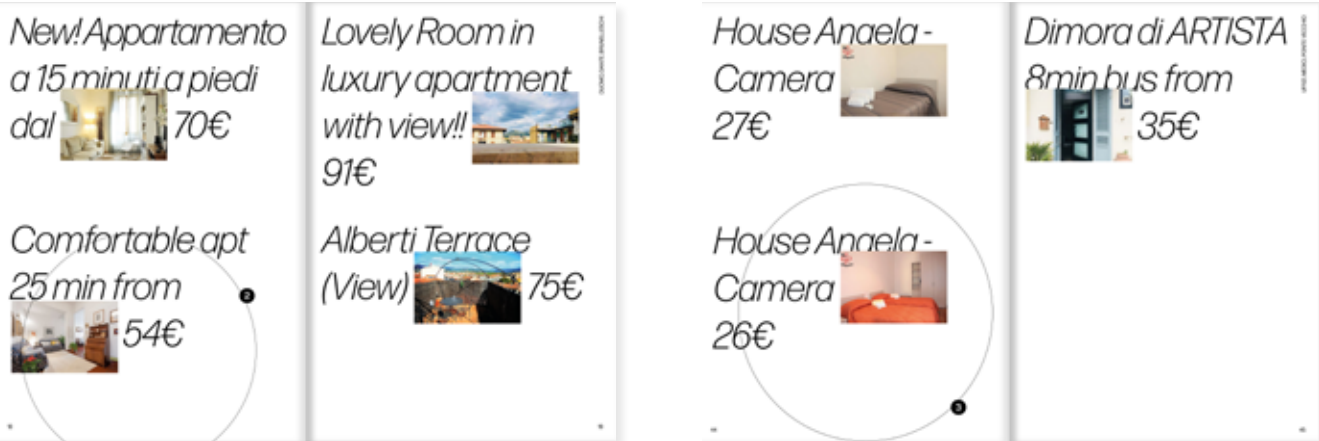 New! Appartamento
a 15 minuti a piedi
dal 70€
Comfortable apt
25 min from
54€
2
Lovely Room in
luxury apartment
with view!!
91€
Alberti Terrace
(View) 75€
House Angela -
Camera
27€
House Angela -
Camera
26€
3
Dimora di ARTISTA
8min bus from
35€